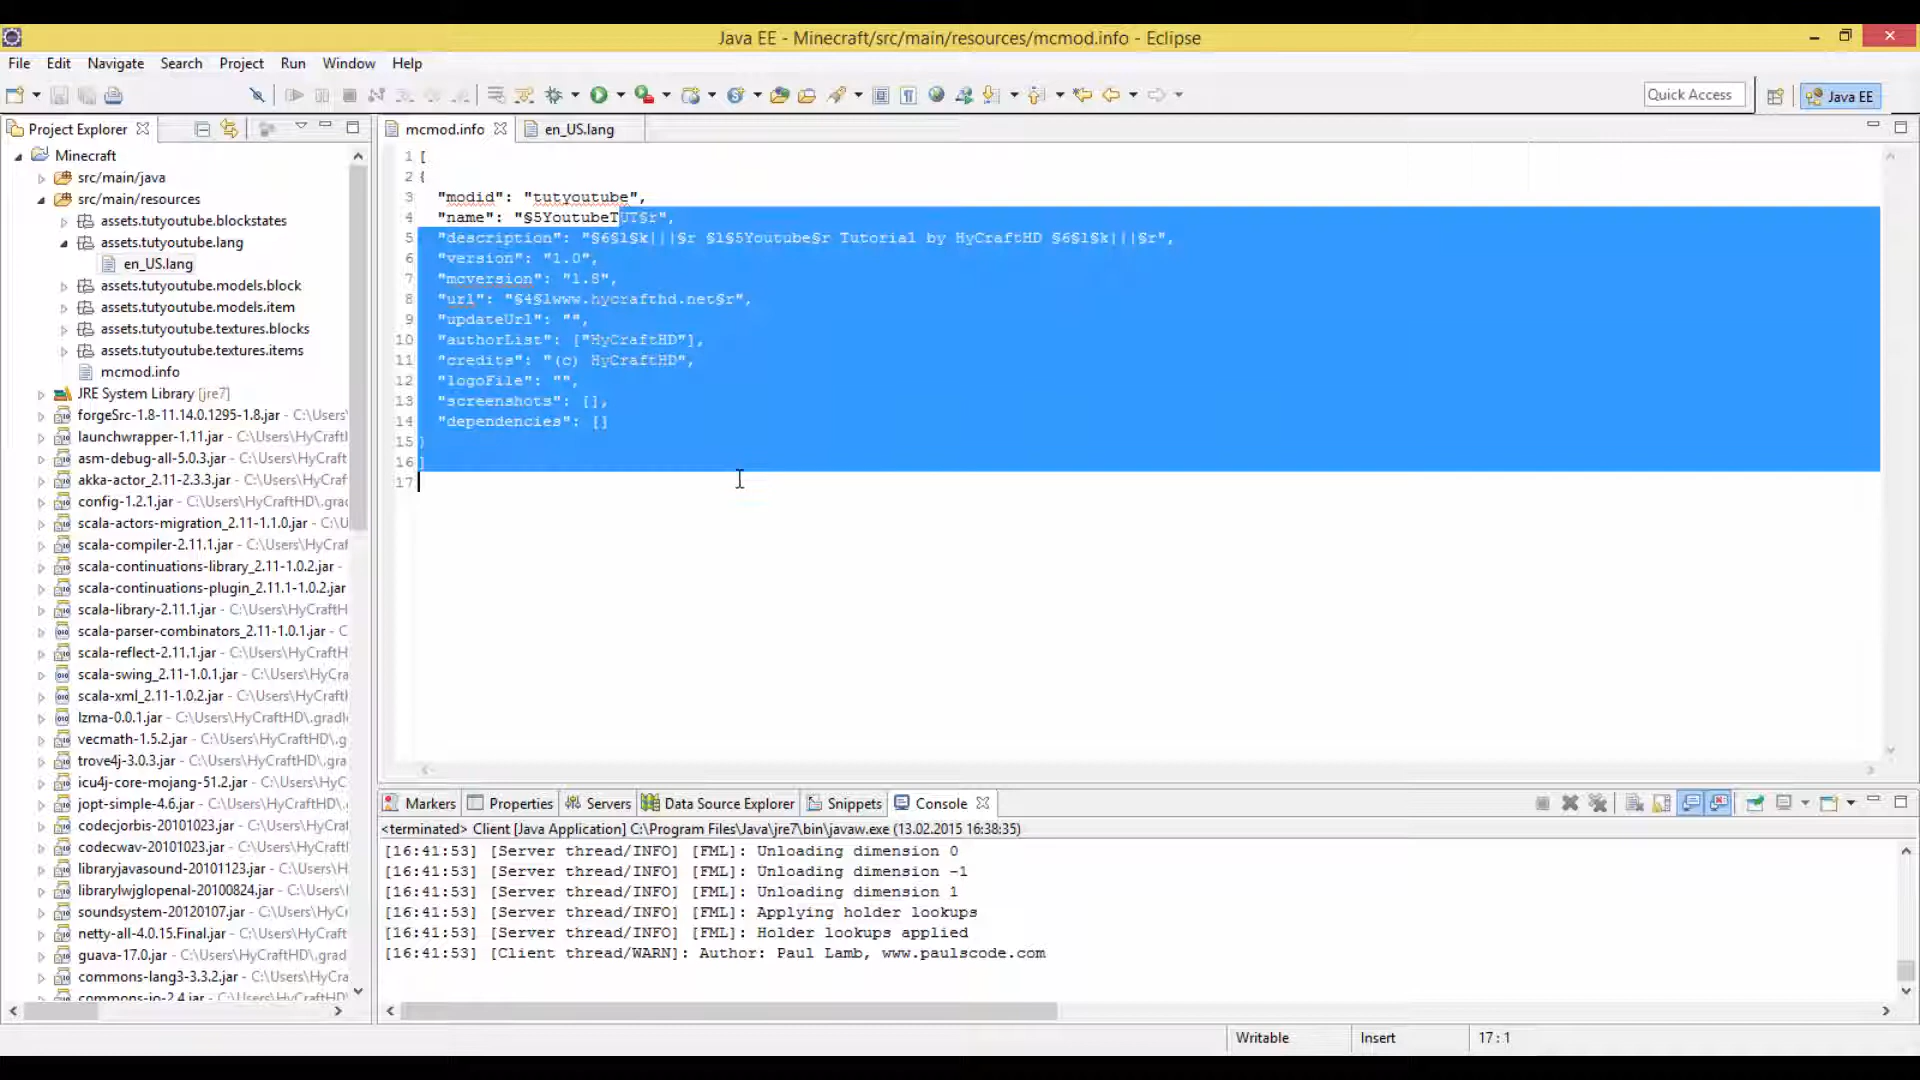 Java EE - Minecraft/src/main/resources/mcmod.info - Eclipse
File Edit Navigate Search Project Run Window Help
Quick Access
Java EE
Project Explorer
Minecraft
src/main/java
src/main/resources
assets.tutyoutube.blockstates
assets.tutyoutube.lang
en_US.lang
assets.tutyoutube.models.block
assets.tutyoutube.models.item
assets.tutyoutube.textures.blocks
assets.tutyoutube.textures.items
mcmod.info
JRE System Library [jre7]
forgeSrc-1.8-11.14.0.1295-1.8.jar - C:\Users\
launchwrapper-1.11.jar - C:\Users\HyCraftl
asm-debug-all-5.0.3.jar - C:\Users\HyCraft
akka-actor_2.11-2.3.3.jar - C:\Users\HyCraft
config-1.2.1.jar - C:\Users\HyCraftHD\.grad
scala-actors-migration_2.11-1.1.0.jar - C:\U
scala-compiler-2.11.1.jar - C:\Users\HyCraf
scala-continuations-library_2.11-1.0.2.jar -
scala-continuations-plugin_2.11.1-1.0.2.jar
scala-library-2.11.1.jar - C:\Users\HyCraftH
scala-parser-combinators_2.11-1.0.1.jar - C
scala-reflect-2.11.1.jar - C:\Users\HyCraftH
scala-swing_2.11-1.0.1.jar - C:\Users\HyCra
scala-xml_2.11-1.0.2.jar - C:\Users\HyCraft
lzma-0.0.1.jar - C:\Users\HyCraftHD\.gradl
vecmath-1.5.2.jar - C:\Users\HyCraftHD\.g
trove4j-3.0.3.jar - C:\Users\HyCraftHD\.gra
icu4j-core-mojang-51.2.jar - C:\Users\HyC
jopt-simple-4.6.jar - C:\Users\HyCraftHD\.
codecjorbis-20101023.jar - C:\Users\HyCraf
codecwav-20101023.jar - C:\Users\HyCraft
libraryjavasound-20101123.jar - C:\Users\H
librarylwjglopenal-20100824.jar - C:\Users\
soundsystem-20120107.jar - C:\Users\HyCr
netty-all-4.0.15.Final.jar - C:\Users\HyCraft
guava-17.0.jar - C:\Users\HyCraftHD\.grad
commons-lang3-3.3.2.jar - C:\Users\HyCra
commons-io-2.4.jar - C:\Users\HyCraftHD
mcmod.info en_US.lang
1 [
2 {
3 "modid": "tutyoutube",
4 "name": "§5YoutubeTUT§r",
5 "description": "§6§l§k|||§r §l§5Youtube§r Tutorial by HyCraftHD §6§l§k|||§r",
6 "version": "1.0",
7 "mcversion": "1.8",
8 "url": "§4§lwww.hycrafthd.net§r",
9 "updateUrl": "",
10 "authorList": ["HyCraftHD"],
11 "credits": "(c) HyCraftHD",
12 "logoFile": "",
13 "screenshots": [],
14 "dependencies": []
15 }
16 ]
17
Markers Properties Servers Data Source Explorer Snippets Console
<terminated> Client [Java Application] C:\Program Files\Java\jre7\bin\javaw.exe (13.02.2015 16:38:35)
[16:41:53] [Server thread/INFO] [FML]: Unloading dimension 0
[16:41:53] [Server thread/INFO] [FML]: Unloading dimension -1
[16:41:53] [Server thread/INFO] [FML]: Unloading dimension 1
[16:41:53] [Server thread/INFO] [FML]: Applying holder lookups
[16:41:53] [Server thread/INFO] [FML]: Holder lookups applied
[16:41:53] [Client thread/WARN]: Author: Paul Lamb, www.paulscode.com
Writable Insert 17 : 1